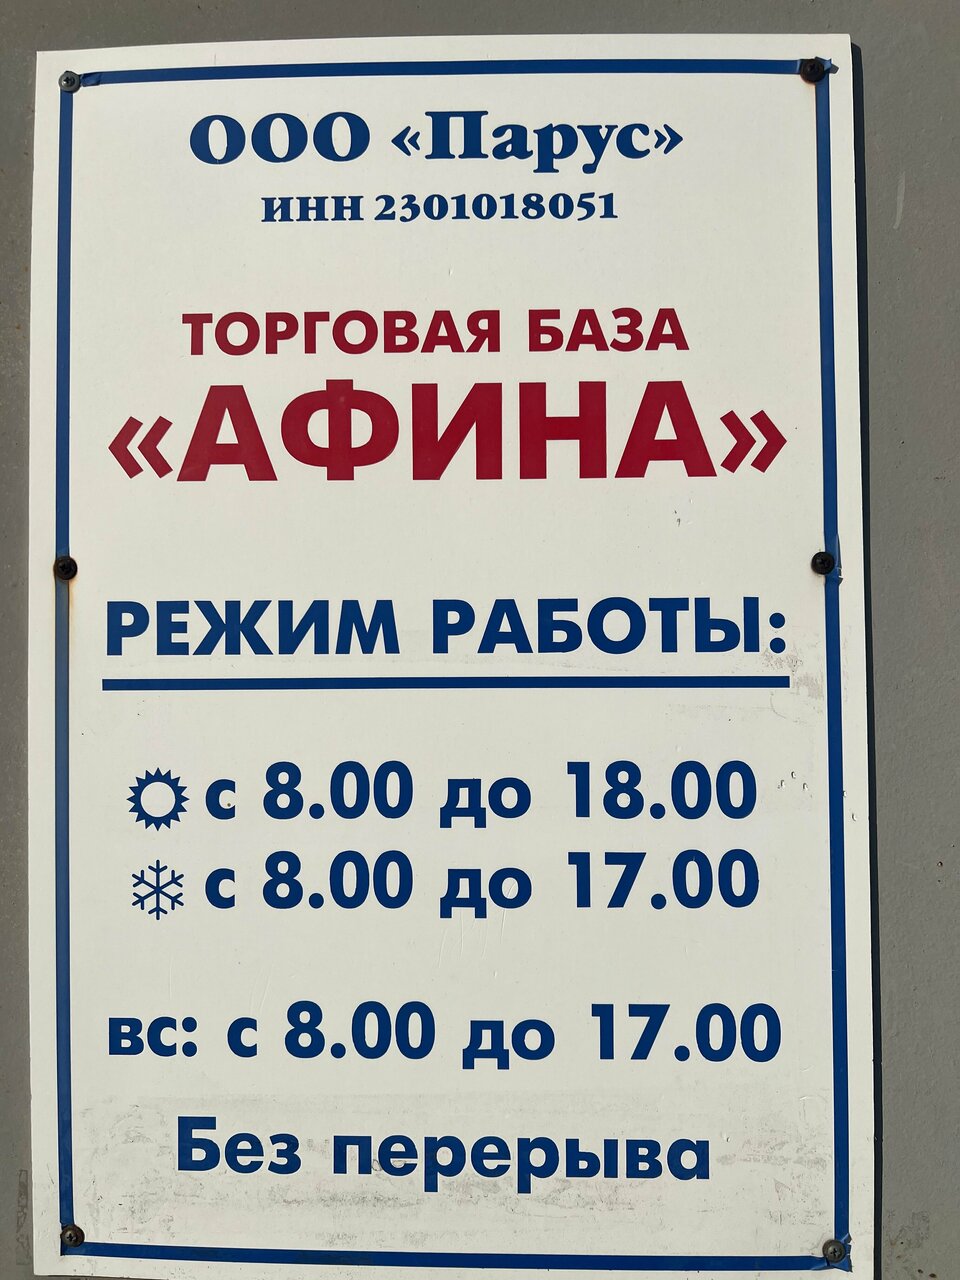 ООО «Парус»
ИНН 2301018051
ТОРГОВАЯ БАЗА
«АФИНА»
РЕЖИМ РАБОТЫ:
с 8.00 до 18.00
с 8.00 до 17.00
вс: с 8.00 до 17.00
Без перерыва